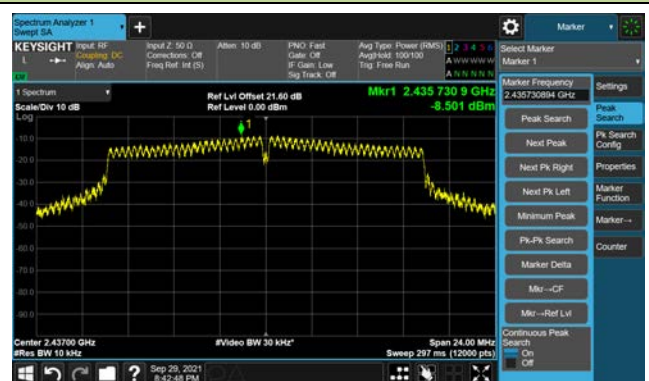 Spectrum Analyzer 1
Swept SA
+
Marker
KEYSIGHT
L
Input: RF
Coupling: DC
Align: Auto
Input Z: 50 Ω
Corrections: Off
Freq Ref: Int (S)
Atten: 10 dB
PNO: Fast
Gate: Off
IF Gain: Low
Sig Track: Off
Avg Type: Power (RMS)
Avg|Hold: 100/100
Trig: Free Run
1 2 3 4 5 6
A W W W W W
A N N N N N
Select Marker
Marker 1
LW
1 Spectrum
Scale/Div 10 dB
Ref Lvl Offset 21.60 dB
Ref Level 0.00 dBm
Mkr1 2.435 730 9 GHz
-8.501 dBm
Marker Frequency
2.435730894 GHz
Settings
Log
1
-10.0
-20.0
-30.0
-40.0
-50.0
-60.0
-70.0
-80.0
-90.0
Peak Search
Next Peak
Next Pk Right
Next Pk Left
Minimum Peak
Pk-Pk Search
Marker Delta
Mkr→CF
Mkr→Ref Lvl
Continuous Peak
Search
On
Off
Peak
Search
Pk Search
Config
Properties
Marker
Function
Marker→
Counter
Center 2.43700 GHz
#Res BW 10 kHz
#Video BW 30 kHz*
Span 24.00 MHz
Sweep 297 ms (12000 pts)
?
Sep 29, 2021
8:42:48 PM